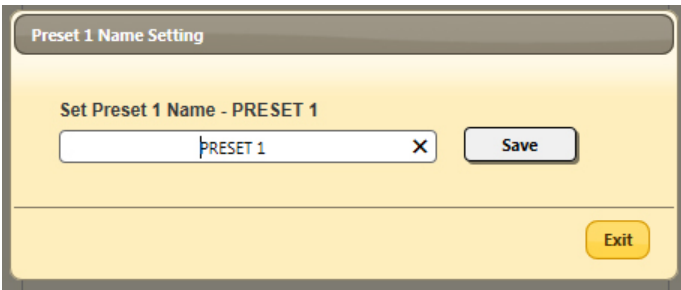 Preset 1 Name Setting
Set Preset 1 Name - PRESET 1
PRESET 1
Save
Exit